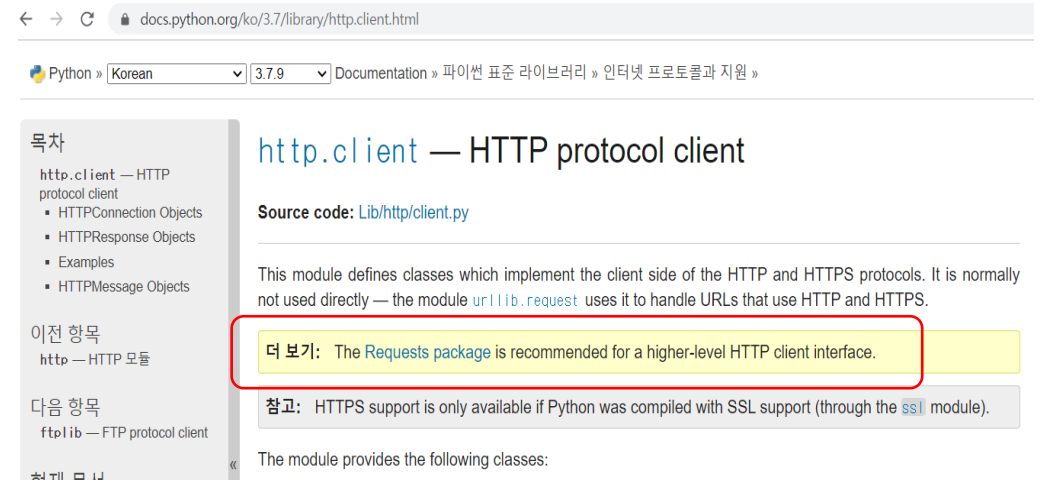 docs.python.org/ko/3.7/library/http.client.html
Python » Korean 3.7.9 Documentation » 파이썬 표준 라이브러리 » 인터넷 프로토콜과 지원 »
목차
http.client — HTTP
protocol client
▪ HTTPConnection Objects
▪ HTTPResponse Objects
▪ Examples
▪ HTTPMessage Objects
이전 항목
http — HTTP 모듈
다음 항목
ftplib — FTP protocol client
«
http.client — HTTP protocol client
Source code: Lib/http/client.py
This module defines classes which implement the client side of the HTTP and HTTPS protocols. It is normally
not used directly — the module urllib.request uses it to handle URLs that use HTTP and HTTPS.
더 보기: The Requests package is recommended for a higher-level HTTP client interface.
참고: HTTPS support is only available if Python was compiled with SSL support (through the ssl module).
The module provides the following classes: